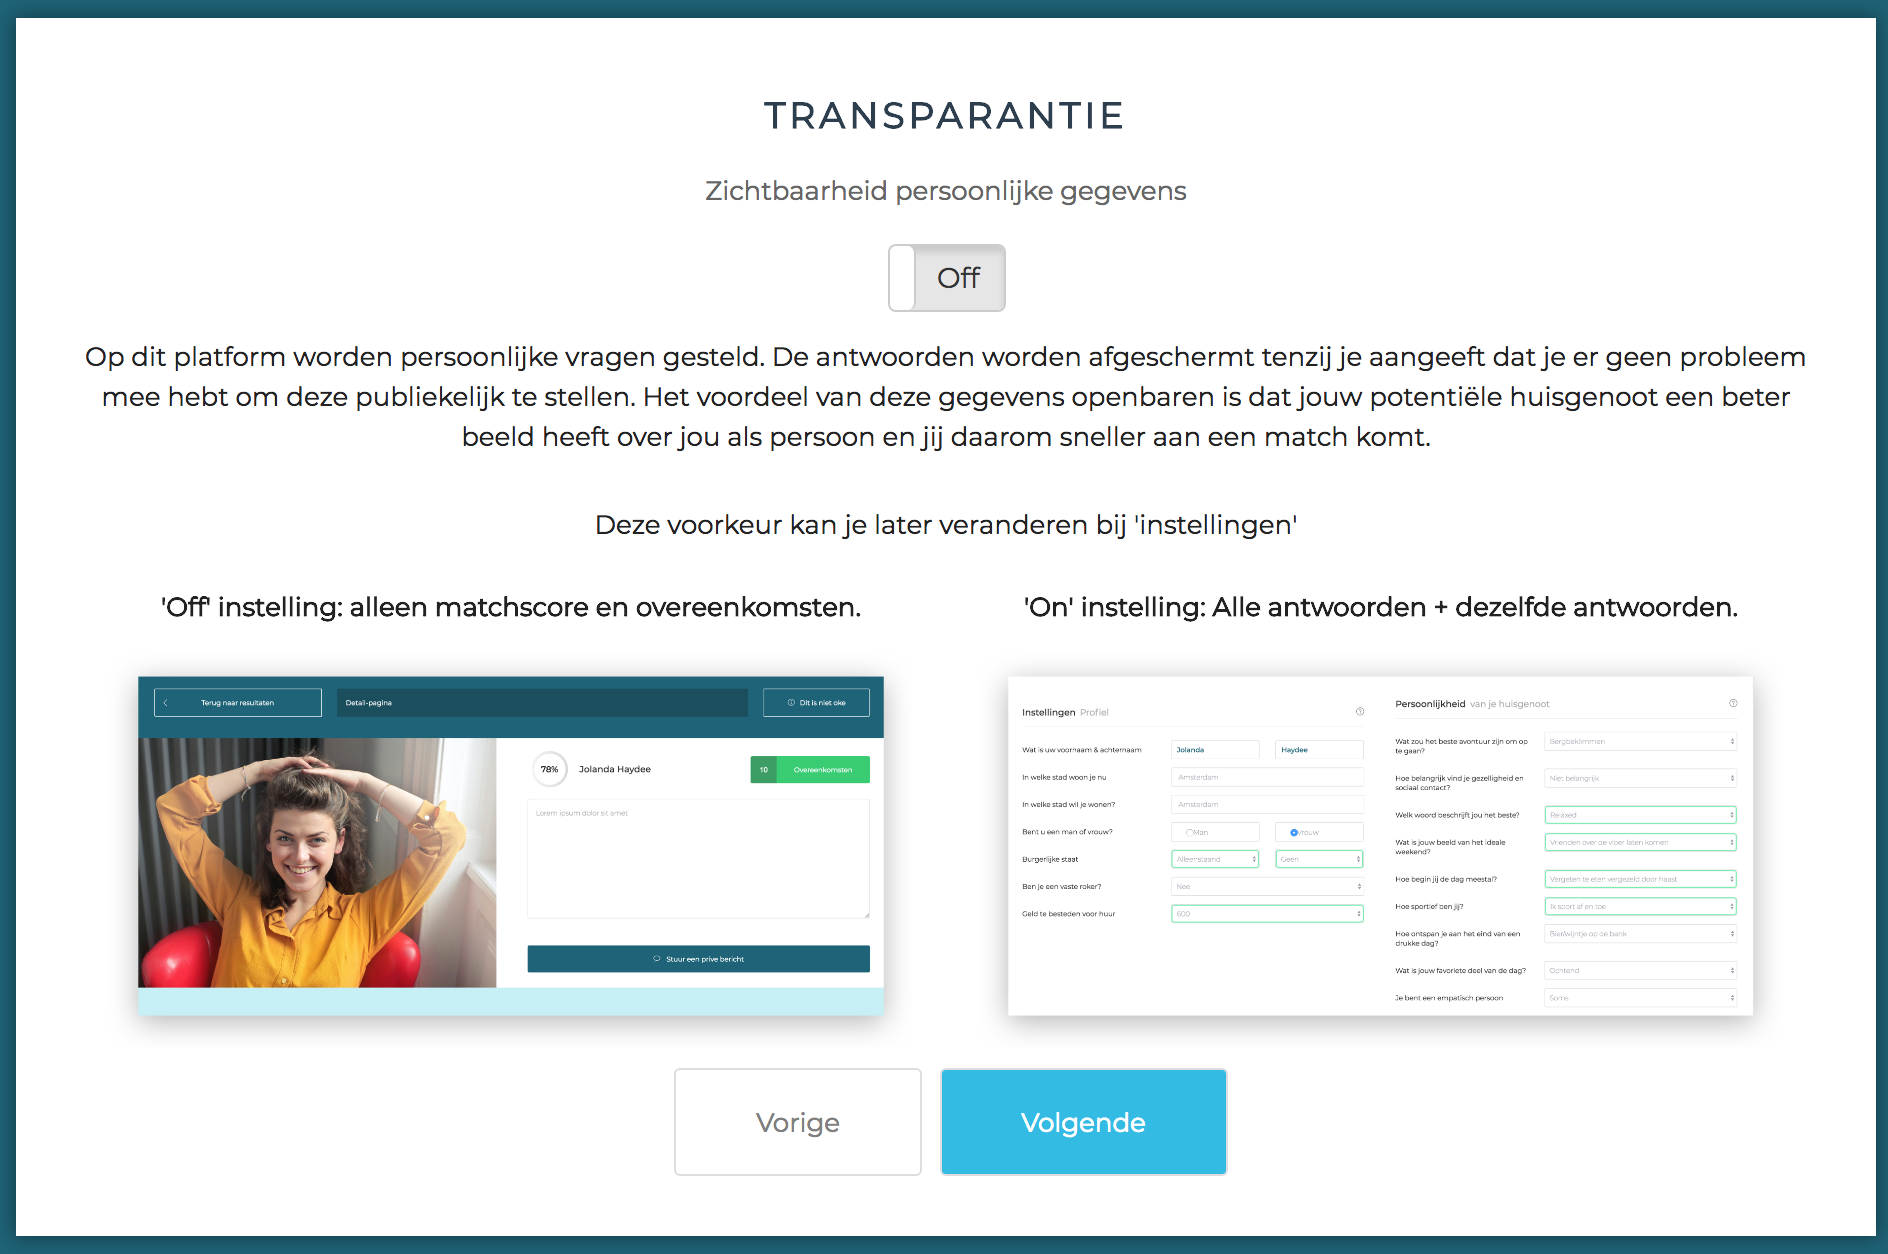 TRANSPARANTIE
Zichtbaarheid persoonlijke gegevens
Off
Op dit platform worden persoonlijke vragen gesteld. De antwoorden worden afgeschermt tenzij je aangeeft dat je er geen probleem
mee hebt om deze publiekelijk te stellen. Het voordeel van deze gegevens openbaren is dat jouw potentiële huisgenoot een beter
beeld heeft over jou als persoon en jij daarom sneller aan een match komt.
Deze voorkeur kan je later veranderen bij 'instellingen'
'Off' instelling: alleen matchscore en overeenkomsten.
Terug naar resultaten
Detail-pagina
Dit is niet oke
78%
Jolanda Haydee
10
Overeenkomsten
Lorem ipsum dolor sit amet
Stuur een prive bericht
'On' instelling: Alle antwoorden + dezelfde antwoorden.
Instellingen Profiel
Wat is uw voornaam & achternaam
Jolanda
Haydee
In welke stad woon je nu
Amsterdam
In welke stad wil je wonen?
Amsterdam
Bent u een man of vrouw?
Man
Vrouw
Burgerlijke staat
Alleenstaand
Geen
Ben je een vaste roker?
Nee
Geld te besteden voor huur
600
Persoonlijkheid van je huisgenoot
Wat zou het beste avontuur zijn om op
te gaan?
Bergbeklimmen
Hoe belangrijk vind je gezelligheid en
sociaal contact?
Niet belangrijk
Welk woord beschrijft jou het beste?
Relaxed
Wat is jouw beeld van het ideale
weekend?
Vrienden over de vloer laten komen
Hoe begin jij de dag meestal?
Vergeten te eten vergezeld door haast
Hoe sportief ben jij?
Ik sport af en toe
Hoe ontspan je aan het eind van een
drukke dag?
Bier/wijntje op de bank
Wat is jouw favoriete deel van de dag?
Ochtend
Je bent een empatisch persoon
Some
Vorige
Volgende